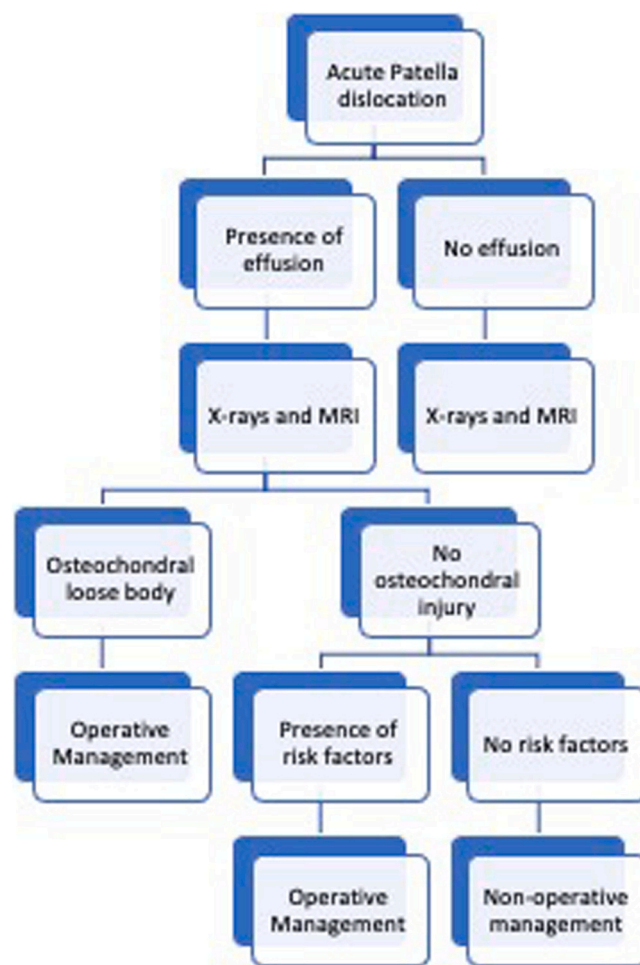 Acute Patella
dislocation
Presence of
effusion
No effusion
X-rays and MRI
X-rays and MRI
Osteochondral
loose body
No
osteochondral
injury
Operative
Management
Presence of
risk factors
No risk factors
Operative
Management
Non-operative
management